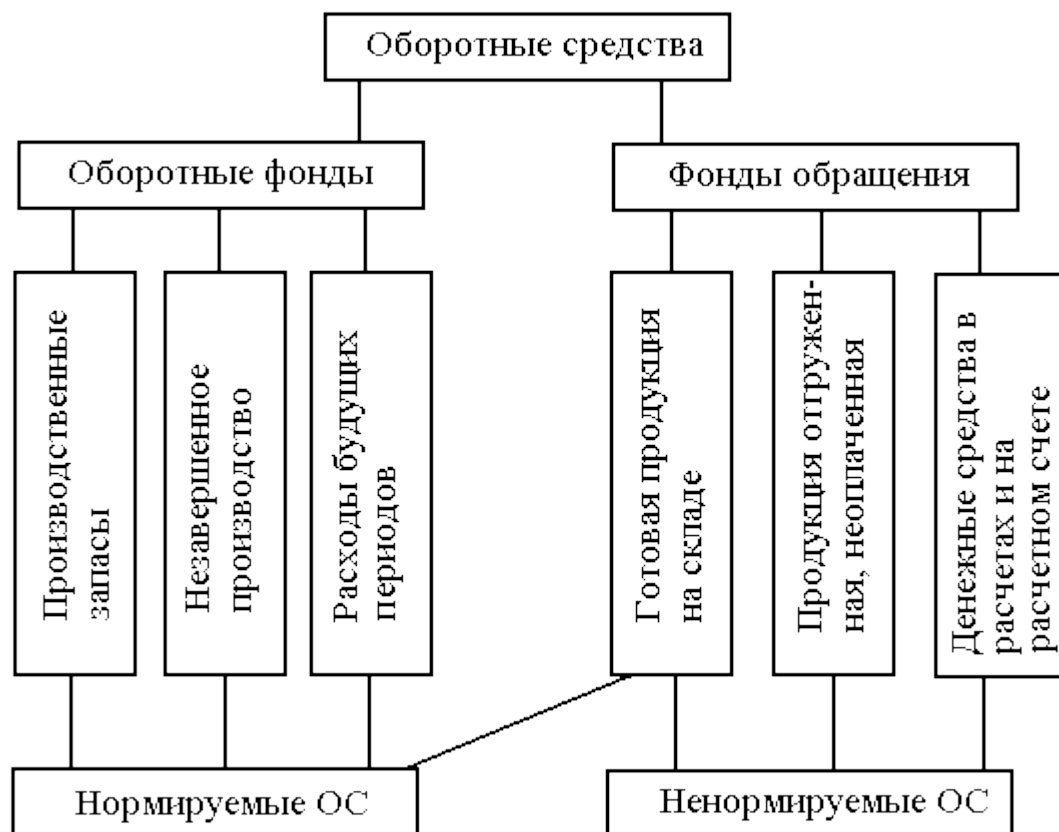 Оборотные средства
Оборотные фонды
Фонды обращения
Производственные
запасы
Незавершенное
производство
Расходы будущих
периодов
Готовая продукция
на складе
Продукция отгружен-
ная, неоплаченная
Денежные средства в
расчетах и на
расчетном счете
Нормируемые ОС
Ненормируемые ОС